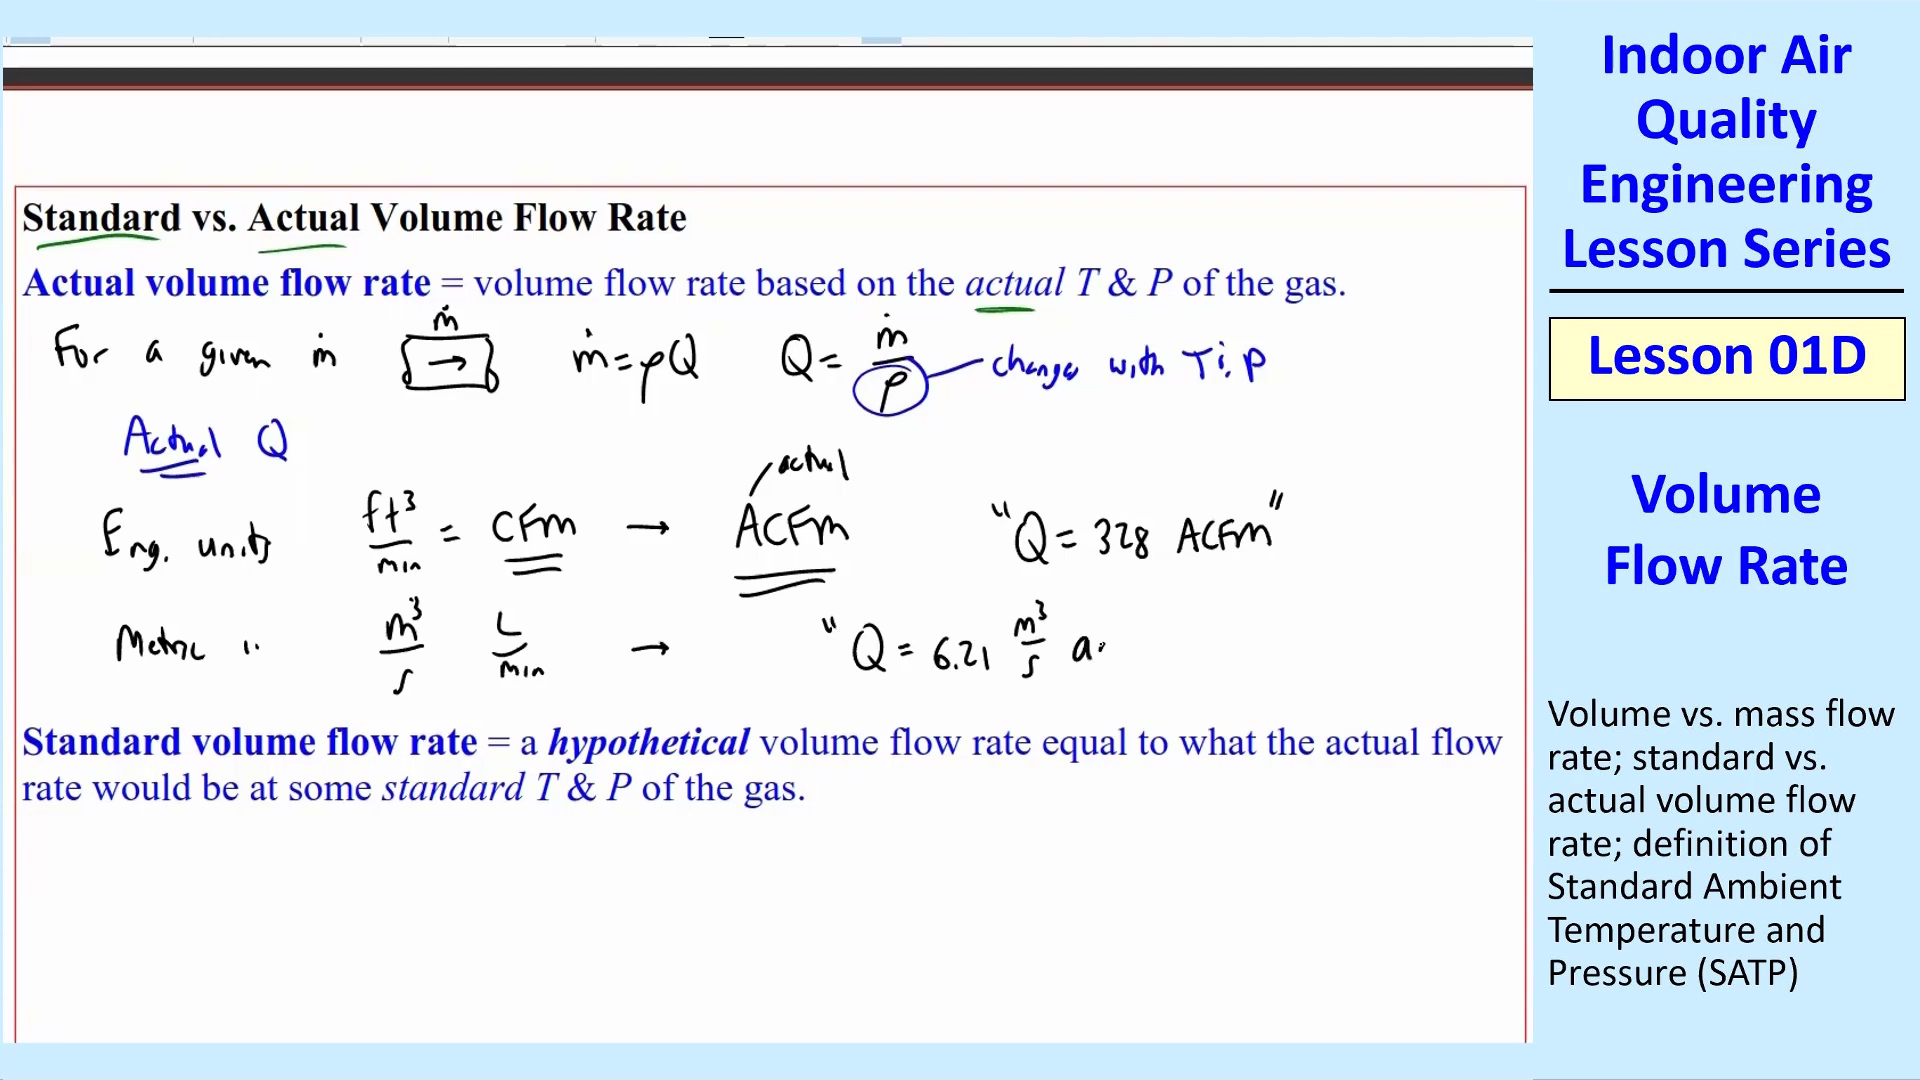 Standard vs. Actual Volume Flow Rate
Actual volume flow rate = volume flow rate based on the actual T & P of the gas.
ṁ
For a given ṁ → ṁ = ρQ Q = ṁ/ρ change with T & P
Actual Q
actual
Eng. units ft³/min = CFM → ACFM "Q = 328 ACFM"
Metric " m³/s L/min → "Q = 6.21 m³/s a
Standard volume flow rate = a hypothetical volume flow rate equal to what the actual flow
rate would be at some standard T & P of the gas.
Indoor Air
Quality
Engineering
Lesson Series
Lesson 01D
Volume
Flow Rate
Volume vs. mass flow
rate; standard vs.
actual volume flow
rate; definition of
Standard Ambient
Temperature and
Pressure (SATP)